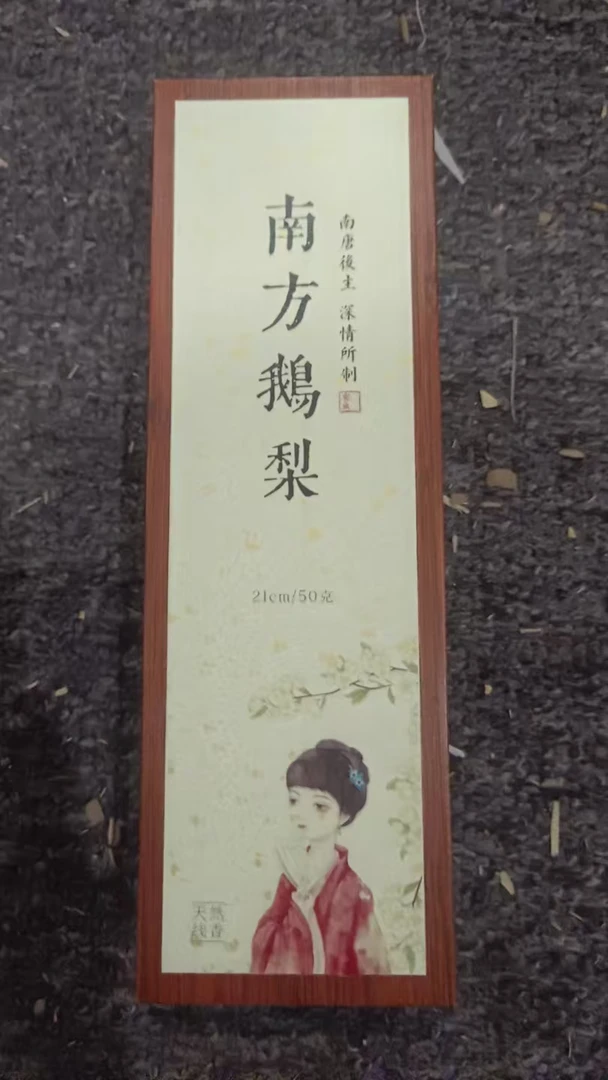 南唐後主 深情所制
南方鵝梨
21cm/50克
天然
线香